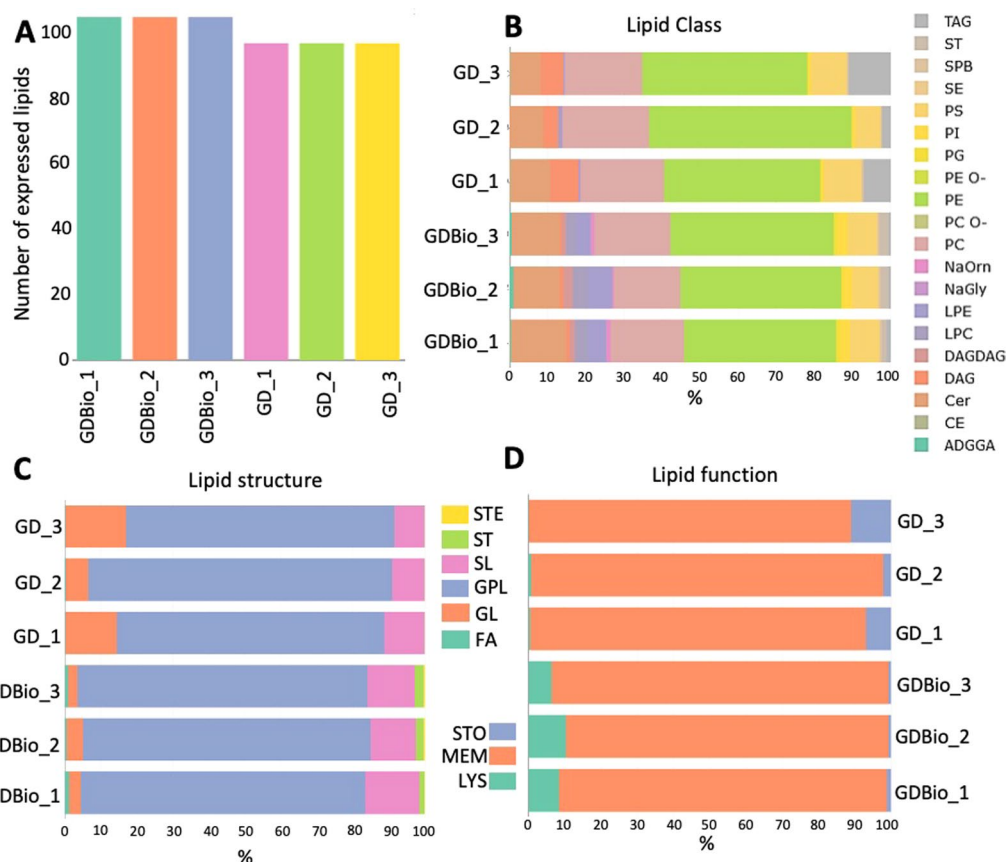 A
Number of expressed lipids
100
80
60
40
20
0
GDBio_1
GDBio_2
GDBio_3
GD_1
GD_2
GD_3
B
Lipid Class
GD_3
GD_2
GD_1
GDBio_3
GDBio_2
GDBio_1
0 10 20 30 40 50 60 70 80 90 100
%
TAG
ST
SPB
SE
PS
PI
PG
PE O-
PE
PC O-
PC
NaOrn
NaGly
LPE
LPC
DAGDAG
DAG
Cer
CE
ADGGA
C
Lipid structure
GD_3
GD_2
GD_1
DBio_3
DBio_2
DBio_1
0 10 20 30 40 50 60 70 80 90 100
%
STE
ST
SL
GPL
GL
FA
D
Lipid function
STO
MEM
LYS
GD_3
GD_2
GD_1
GDBio_3
GDBio_2
GDBio_1
0 10 20 30 40 50 60 70 80 90 100
%